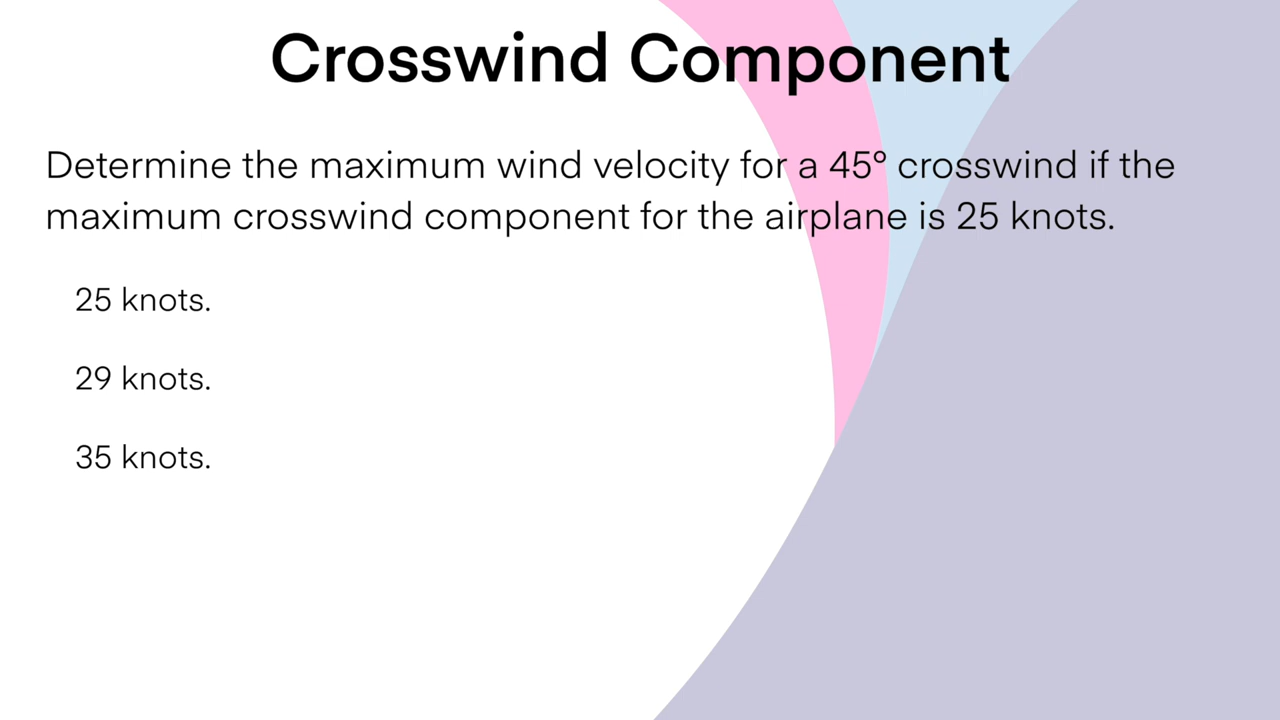 Crosswind Component
Determine the maximum wind velocity for a 45º crosswind if the
maximum crosswind component for the airplane is 25 knots.
25 knots.
29 knots.
35 knots.